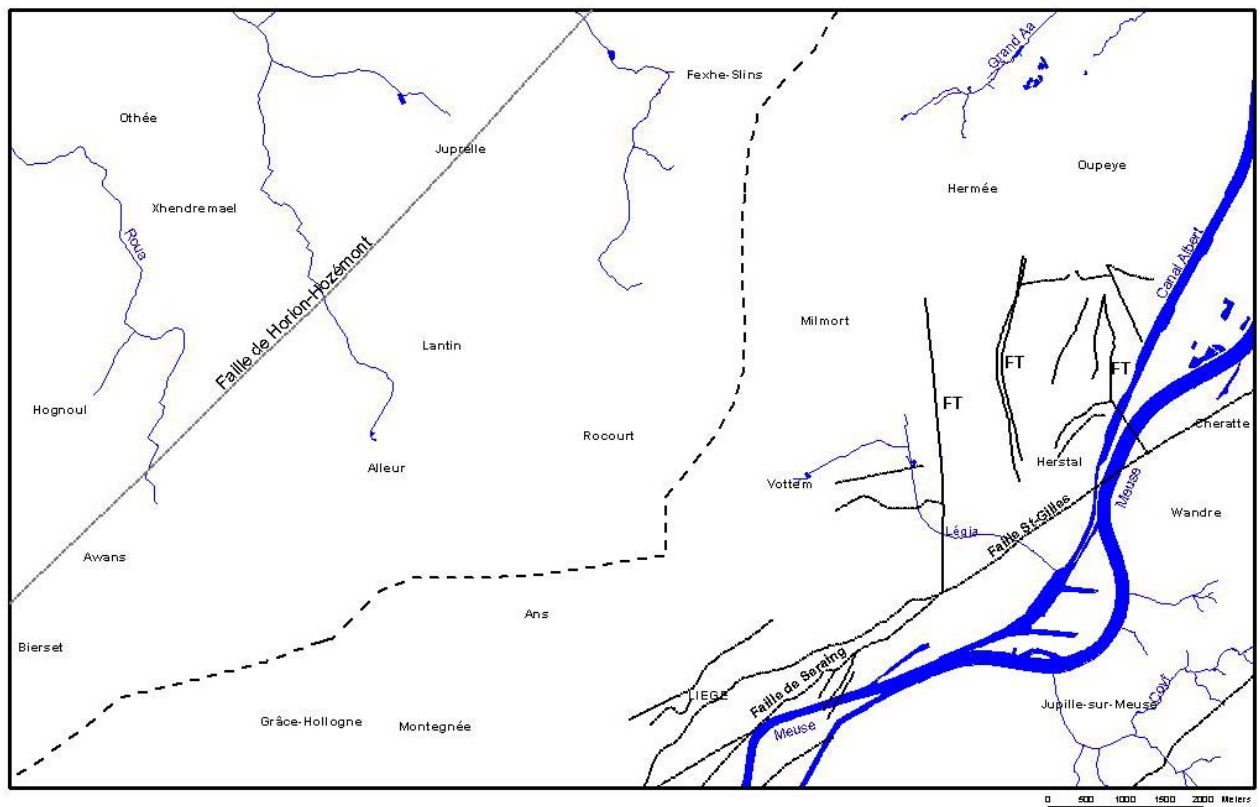 Grand Aa
Fexhe-Slins
Othée
Juprelle
Oupeye
Hermée
Xhendremael
Roua
Canal Albert
Faille de Horion-Hozémont
Milmort
Lantin
FT
FT
FT
Hognoul
Cheratte
Rocourt
Alleur
Herstal
Vottem
Meuse
Wandre
Faille St-Gilles
Légia
Awans
Ans
Bierset
Faille de Seraing
LIEGE
Jupille-sur-Meuse
Grâce-Hollogne
Montegnée
Meuse
0 500 1000 1500 2000 Meters